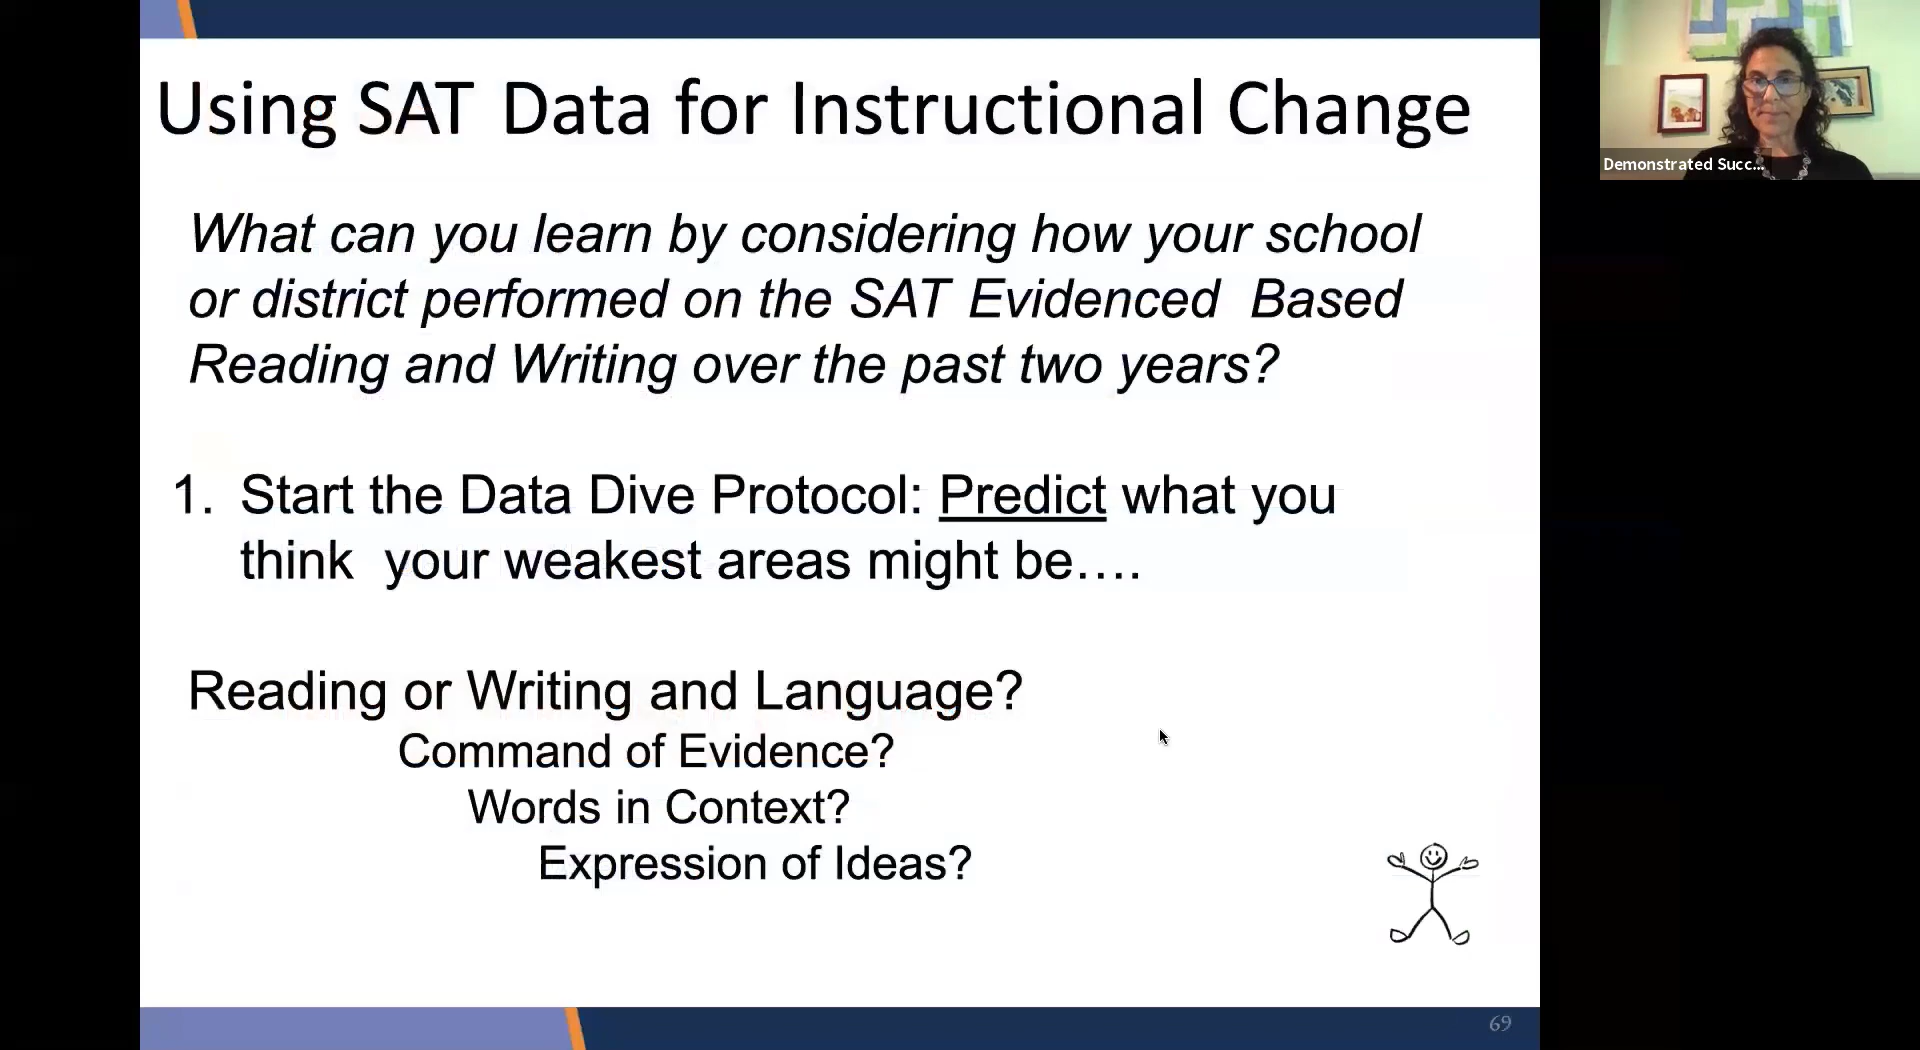 Using SAT Data for Instructional Change
Demonstrated Succ...
What can you learn by considering how your school
or district performed on the SAT Evidenced  Based
Reading and Writing over the past two years?
1. Start the Data Dive Protocol: Predict what you
think  your weakest areas might be....
Reading or Writing and Language?
Command of Evidence?
Words in Context?
Expression of Ideas?
69